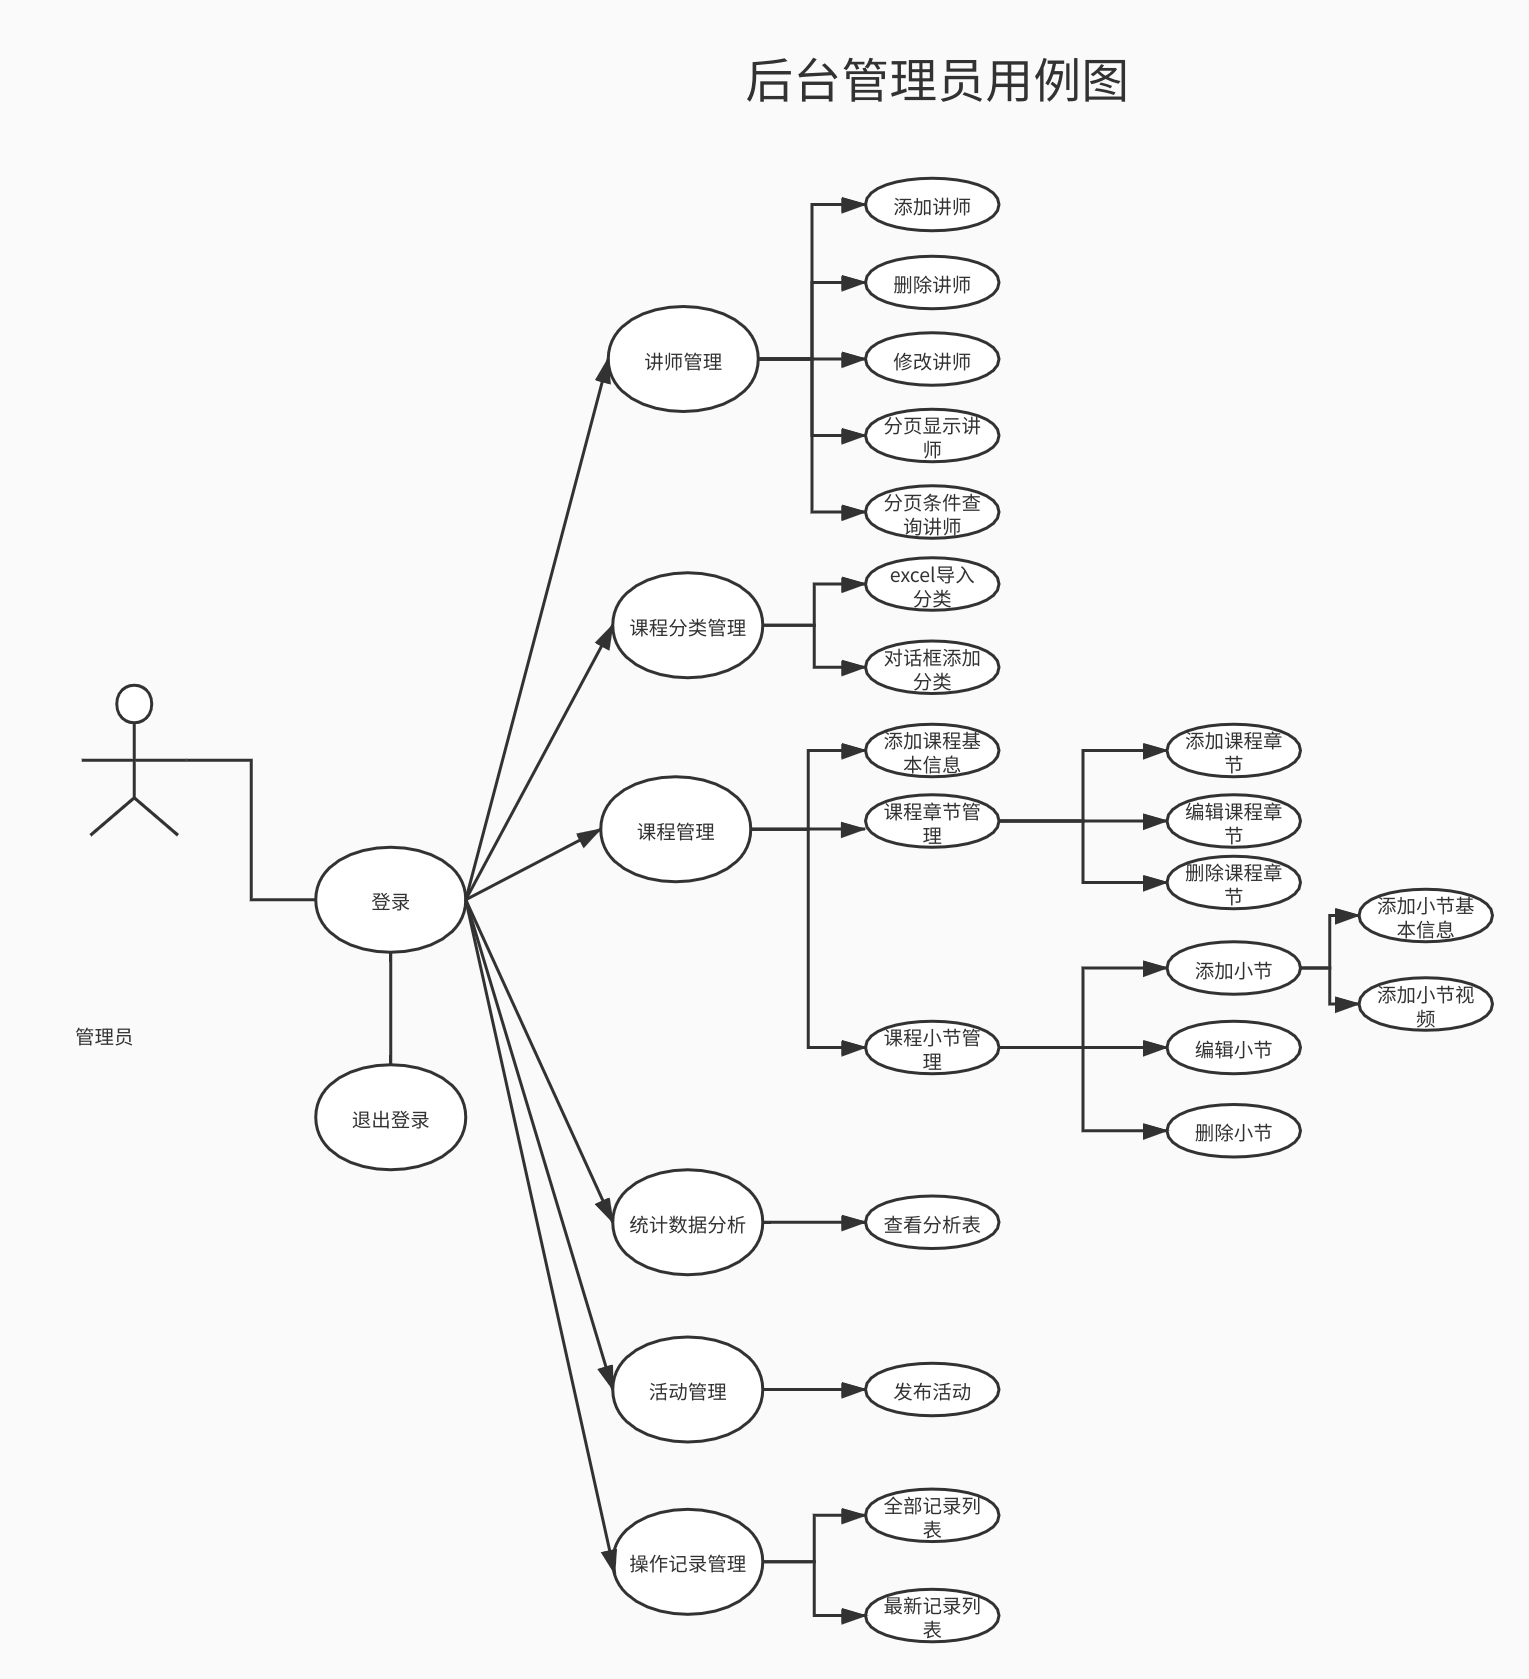 后台管理员用例图
添加讲师
删除讲师
讲师管理
修改讲师
分页显示讲
师
分页条件查
询讲师
课程分类管理
excel导入
分类
对话框添加
分类
课程管理
添加课程基
本信息
课程章节管
理
添加课程章
节
编辑课程章
节
删除课程章
节
课程小节管
理
添加小节
添加小节基
本信息
添加小节视
频
编辑小节
删除小节
登录
管理员
退出登录
统计数据分析
查看分析表
活动管理
发布活动
操作记录管理
全部记录列
表
最新记录列
表